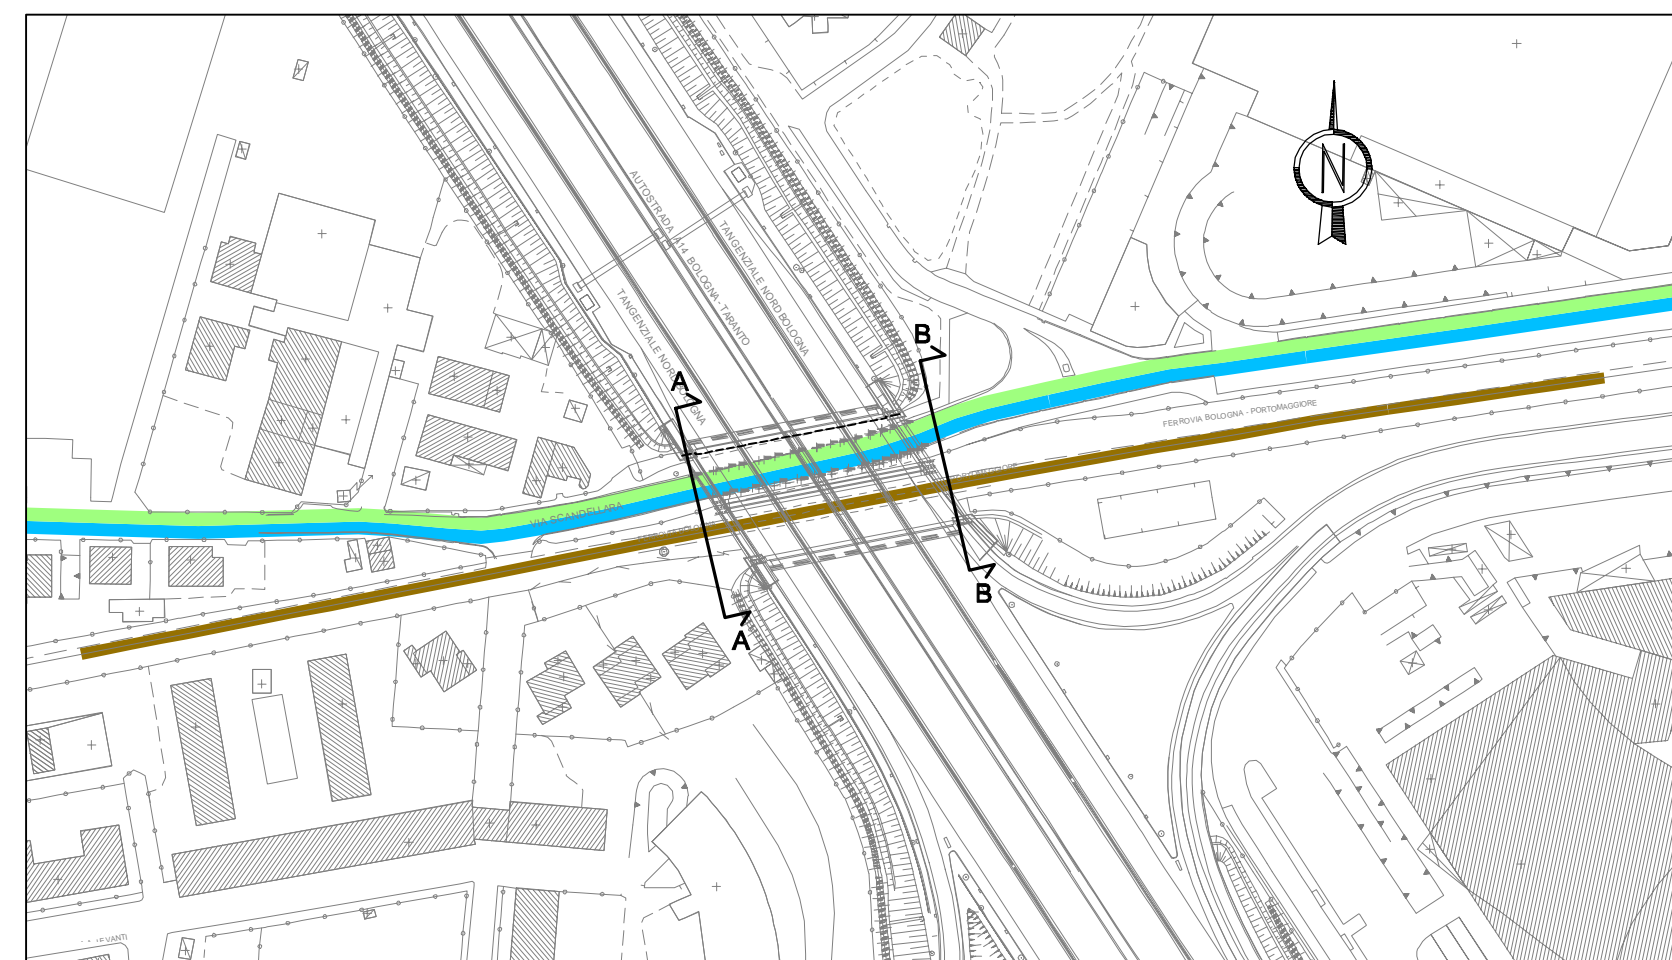 N
AUTOSTRADA A14 BOLOGNA - TARANTO
TANGENZIALE NORD BOLOGNA
TANGENZIALE NORD BOLOGNA
B
A
FERROVIA BOLOGNA - PORTOMAGGIORE
VIA SCANDELLARA
B
A